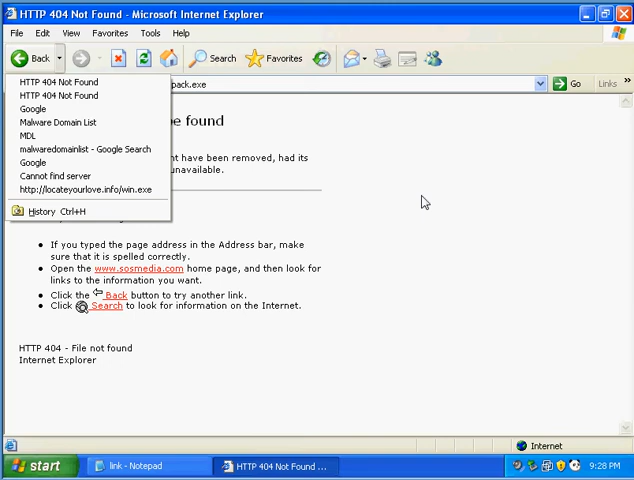 HTTP 404 Not Found - Microsoft Internet Explorer
File Edit View Favorites Tools Help
Back Search Favorites
pack.exe Go Links »
HTTP 404 Not Found
HTTP 404 Not Found
Google
Malware Domain List
MDL
malwaredomainlist - Google Search
Google
Cannot find server
http://locateyourlove.info/win.exe
History Ctrl+H
be found
nt have been removed, had its
unavailable.
If you typed the page address in the Address bar, make
sure that it is spelled correctly.
Open the www.sosmedia.com home page, and then look for
links to the information you want.
Click the Back button to try another link.
Click Search to look for information on the Internet.
HTTP 404 - File not found
Internet Explorer
Internet
start link - Notepad HTTP 404 Not Found ... 9:28 PM